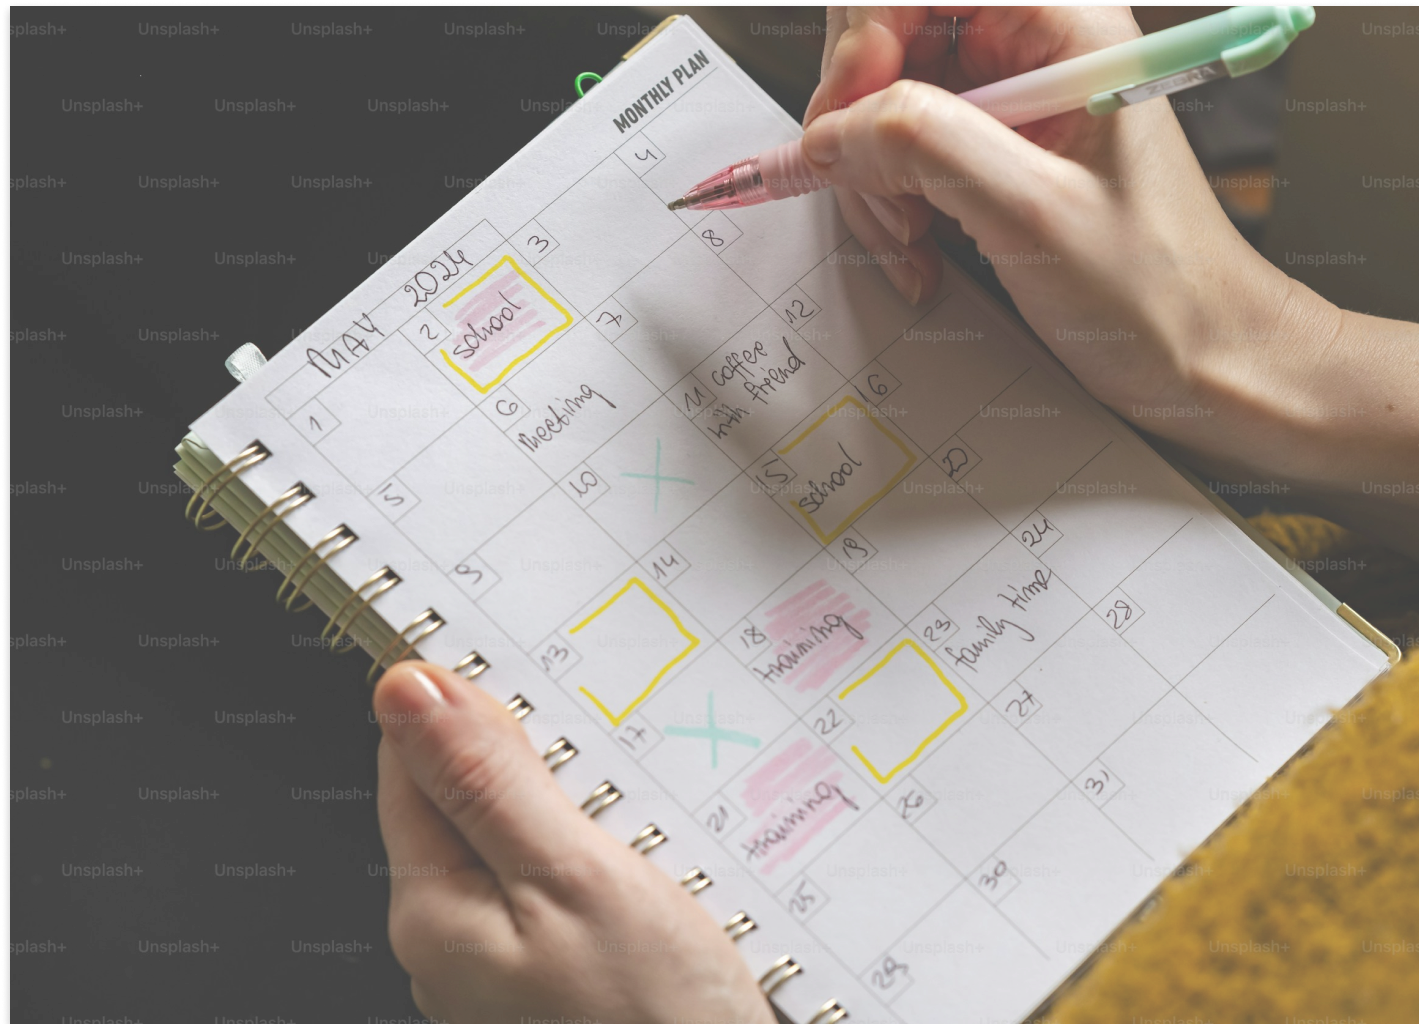 MONTHLY PLAN
MAY 2024
1
2
school
3
4
5
6
meeting
7
8
9
10
11 coffee
with friend
12
13
14
15
school
16
17
18
training
19
20
21
training
22
23
family time
24
25
26
27
28
29
30
31
ZEBRA
Unsplash+